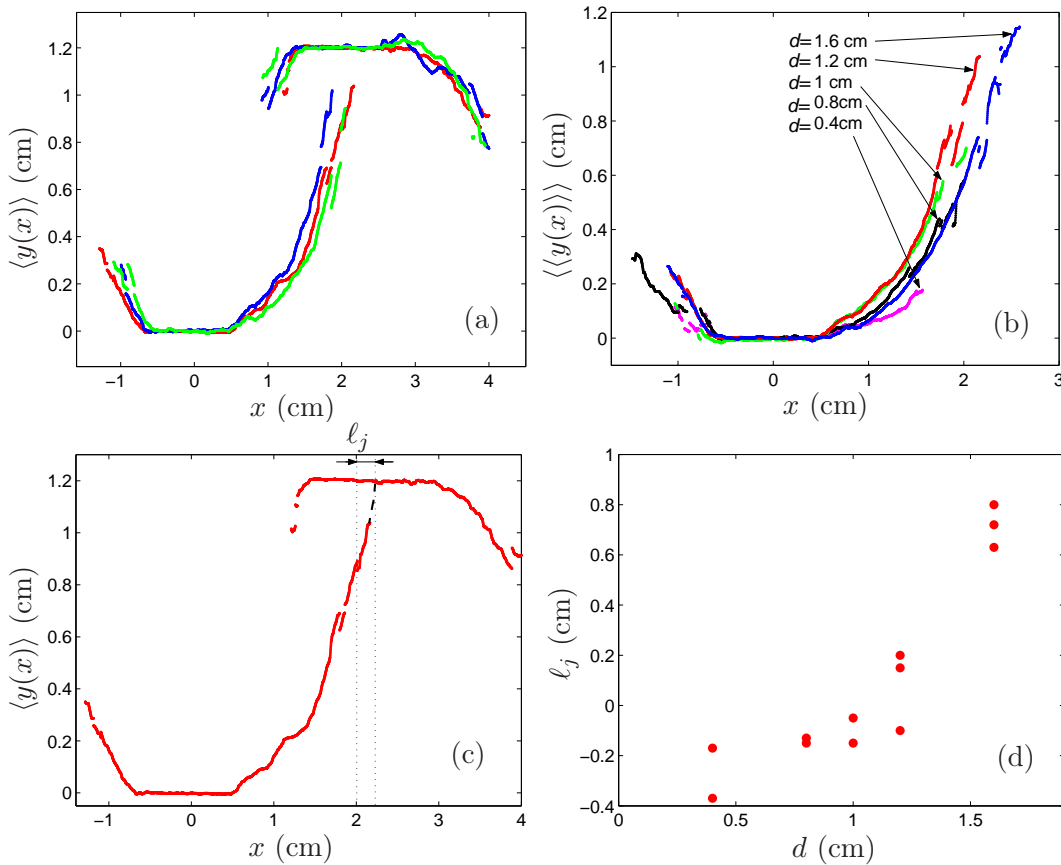 1.2
1
0.8
0.6
0.4
0.2
0
⟨y(x)⟩ (cm)
−1 0 1 2 3 4
x (cm)
(a)
1.2
1
0.8
0.6
0.4
0.2
0
⟨⟨y(x)⟩⟩ (cm)
d= 1.6 cm
d= 1.2 cm
d= 1 cm
d= 0.8cm
d= 0.4cm
−1 0 1 2 3
x (cm)
(b)
ℓj
1.2
1
0.8
0.6
0.4
0.2
0
⟨y(x)⟩ (cm)
−1 0 1 2 3 4
x (cm)
(c)
1
0.8
0.6
0.4
0.2
0
−0.2
−0.4
ℓj (cm)
0 0.5 1 1.5
d (cm)
(d)